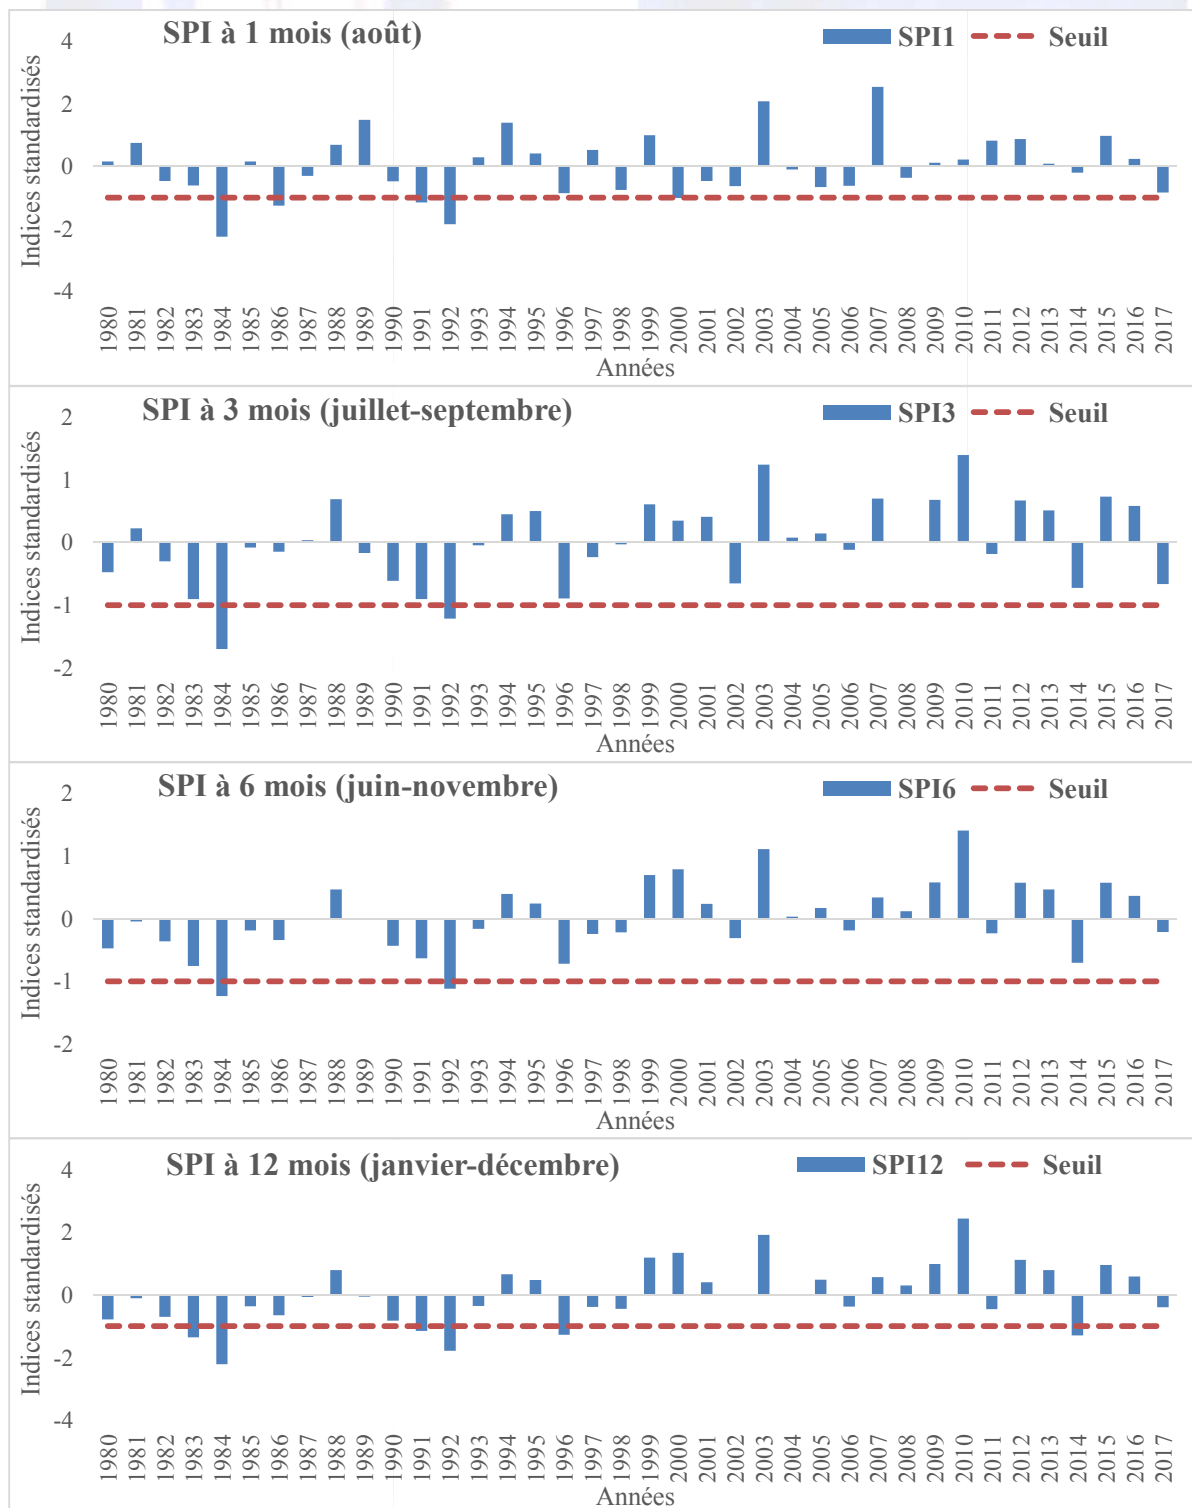 SPI à 1 mois (août)
SPI1 Seuil
Indices standardisés
4
2
0
-2
-4
1980 1981 1982 1983 1984 1985 1986 1987 1988 1989 1990 1991 1992 1993 1994 1995 1996 1997 1998 1999 2000 2001 2002 2003 2004 2005 2006 2007 2008 2009 2010 2011 2012 2013 2014 2015 2016 2017
Années
SPI à 3 mois (juillet-septembre)
SPI3 Seuil
Indices standardisés
2
1
0
-1
-2
1980 1981 1982 1983 1984 1985 1986 1987 1988 1989 1990 1991 1992 1993 1994 1995 1996 1997 1998 1999 2000 2001 2002 2003 2004 2005 2006 2007 2008 2009 2010 2011 2012 2013 2014 2015 2016 2017
Années
SPI à 6 mois (juin-novembre)
SPI6 Seuil
Indices standardisés
2
1
0
-1
-2
1980 1981 1982 1983 1984 1985 1986 1987 1988 1989 1990 1991 1992 1993 1994 1995 1996 1997 1998 1999 2000 2001 2002 2003 2004 2005 2006 2007 2008 2009 2010 2011 2012 2013 2014 2015 2016 2017
Années
SPI à 12 mois (janvier-décembre)
SPI12 Seuil
Indices standardisés
4
2
0
-2
-4
1980 1981 1982 1983 1984 1985 1986 1987 1988 1989 1990 1991 1992 1993 1994 1995 1996 1997 1998 1999 2000 2001 2002 2003 2004 2005 2006 2007 2008 2009 2010 2011 2012 2013 2014 2015 2016 2017
Années